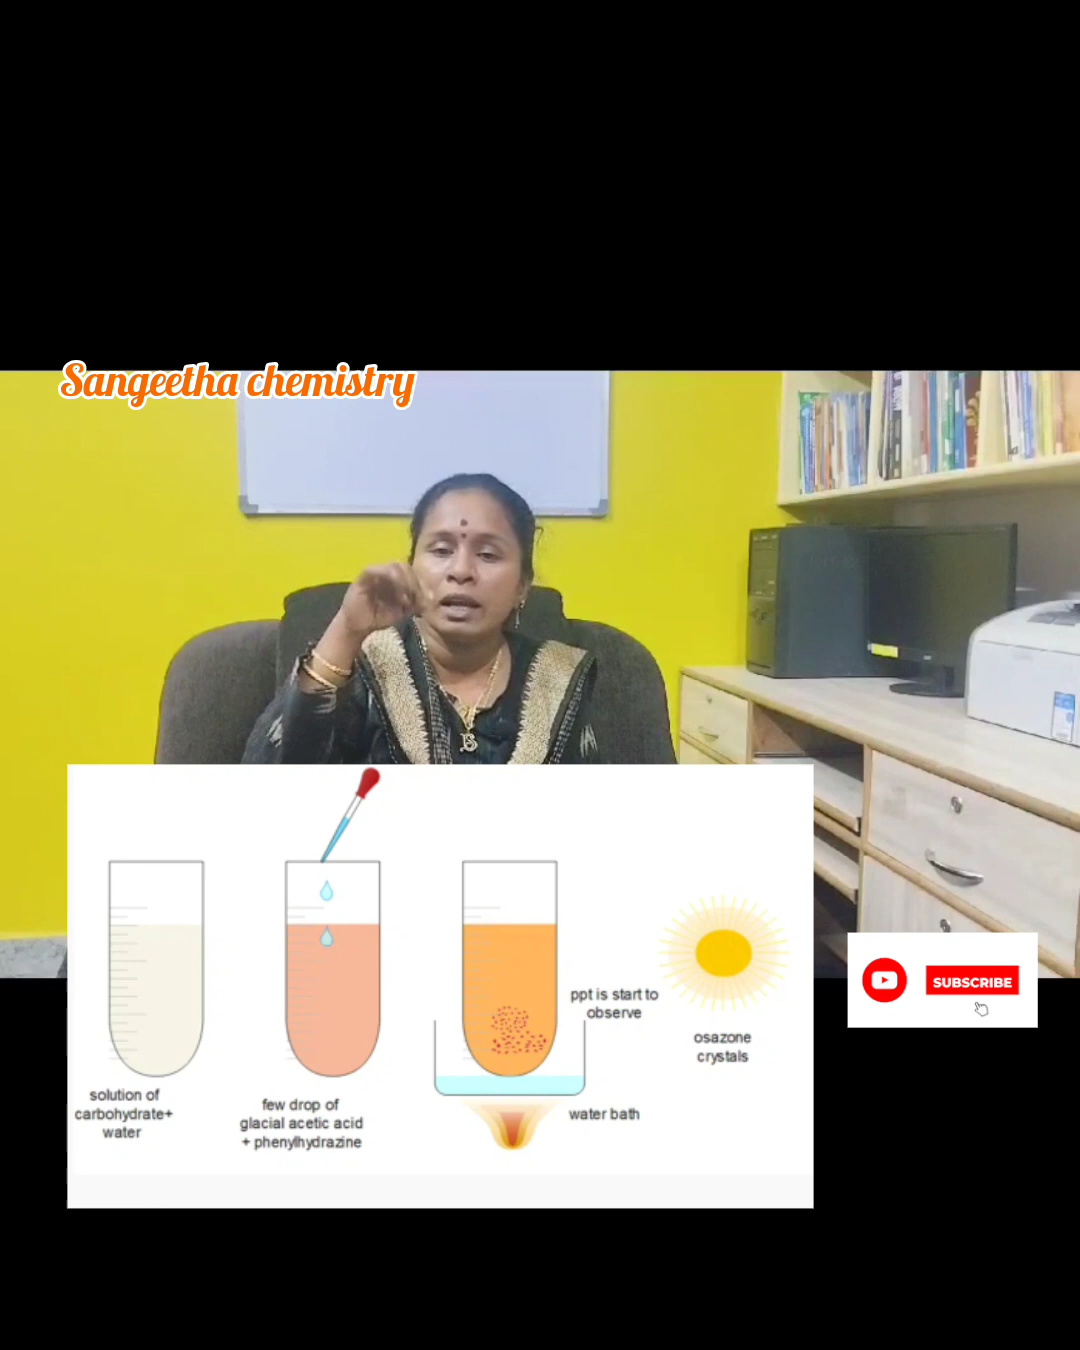 Sangeetha chemistry
ppt is start to
observe
osazone
crystals
solution of
carbohydrate+
water
few drop of
glacial acetic acid
+ phenylhydrazine
water bath
SUBSCRIBE